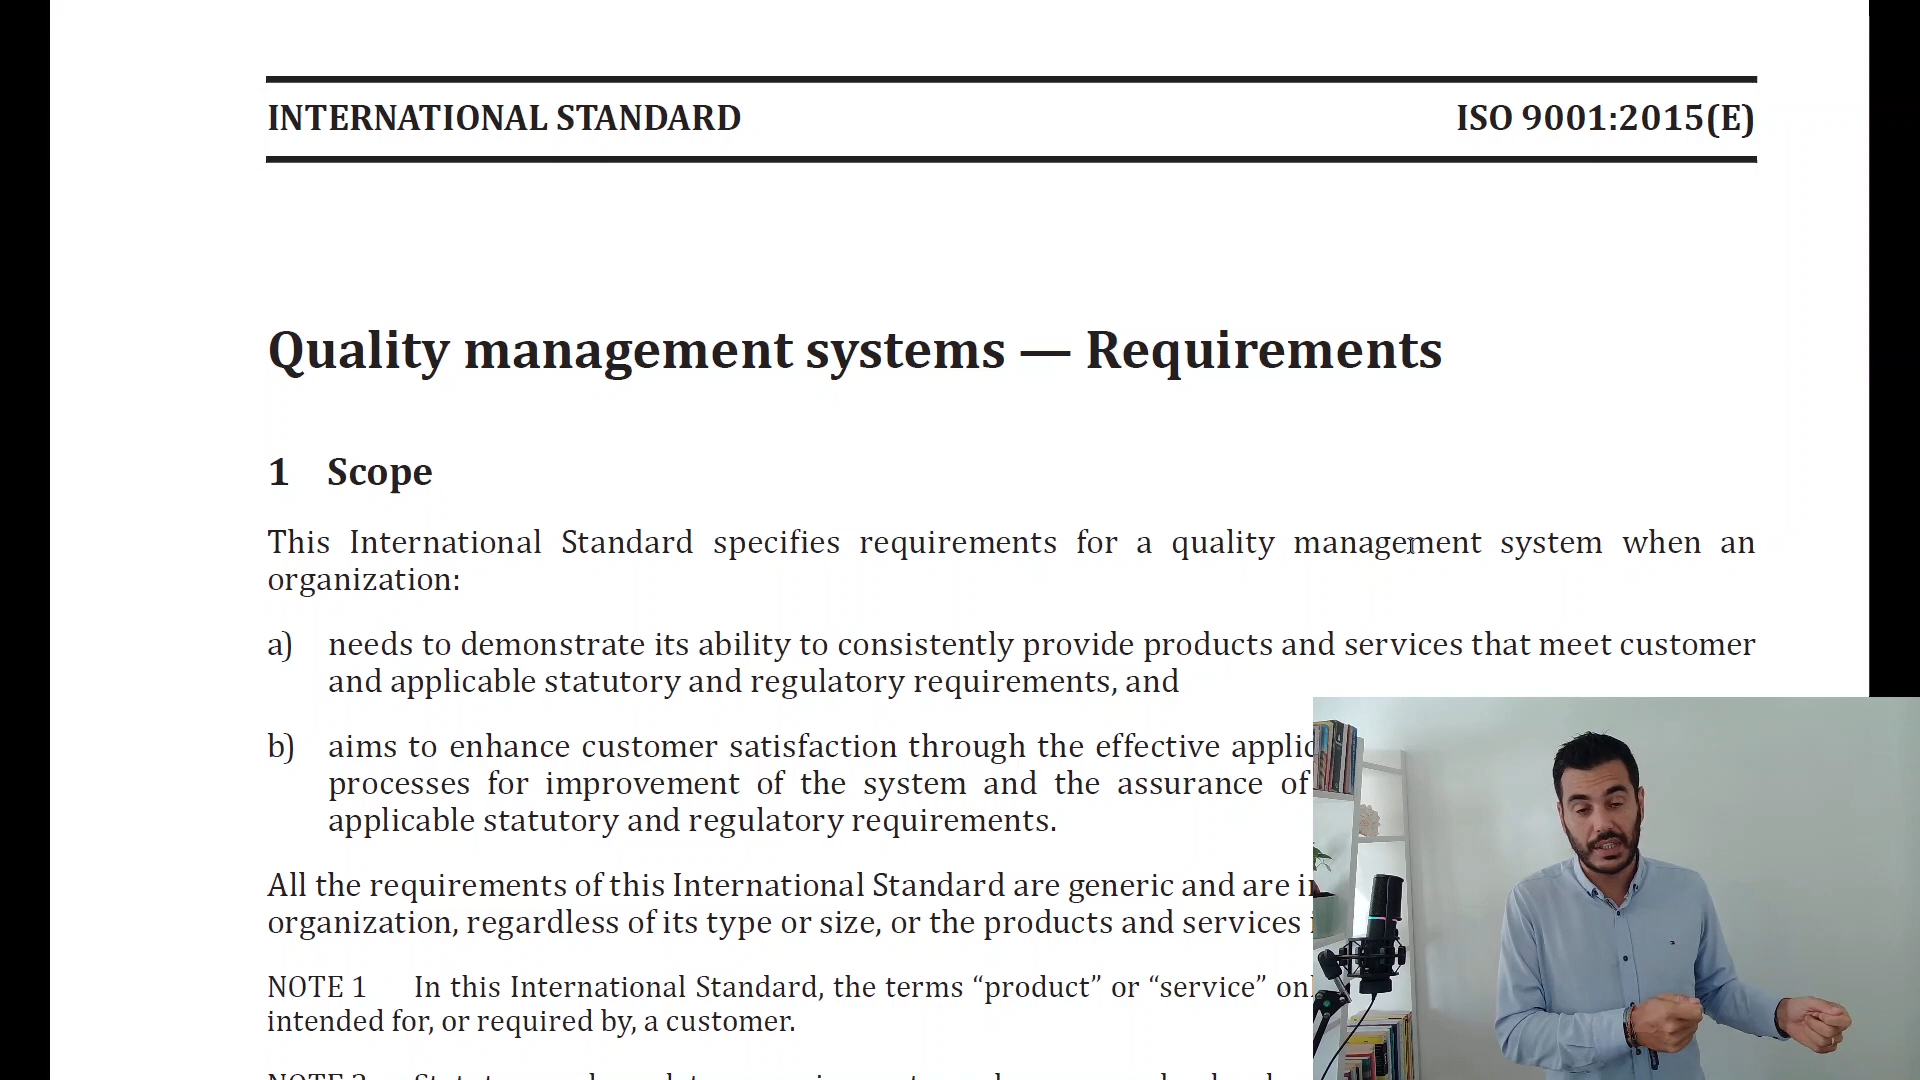 INTERNATIONAL STANDARD ISO 9001:2015(E)
Quality management systems — Requirements
1 Scope
This International Standard specifies requirements for a quality management system when an
organization:
a) needs to demonstrate its ability to consistently provide products and services that meet customer
and applicable statutory and regulatory requirements, and
b) aims to enhance customer satisfaction through the effective
processes for improvement of the system and the assurance of
applicable statutory and regulatory requirements.
All the requirements of this International Standard are generic and are
organization, regardless of its type or size, or the products and services
NOTE 1 In this International Standard, the terms “product” or “service”
intended for, or required by, a customer.